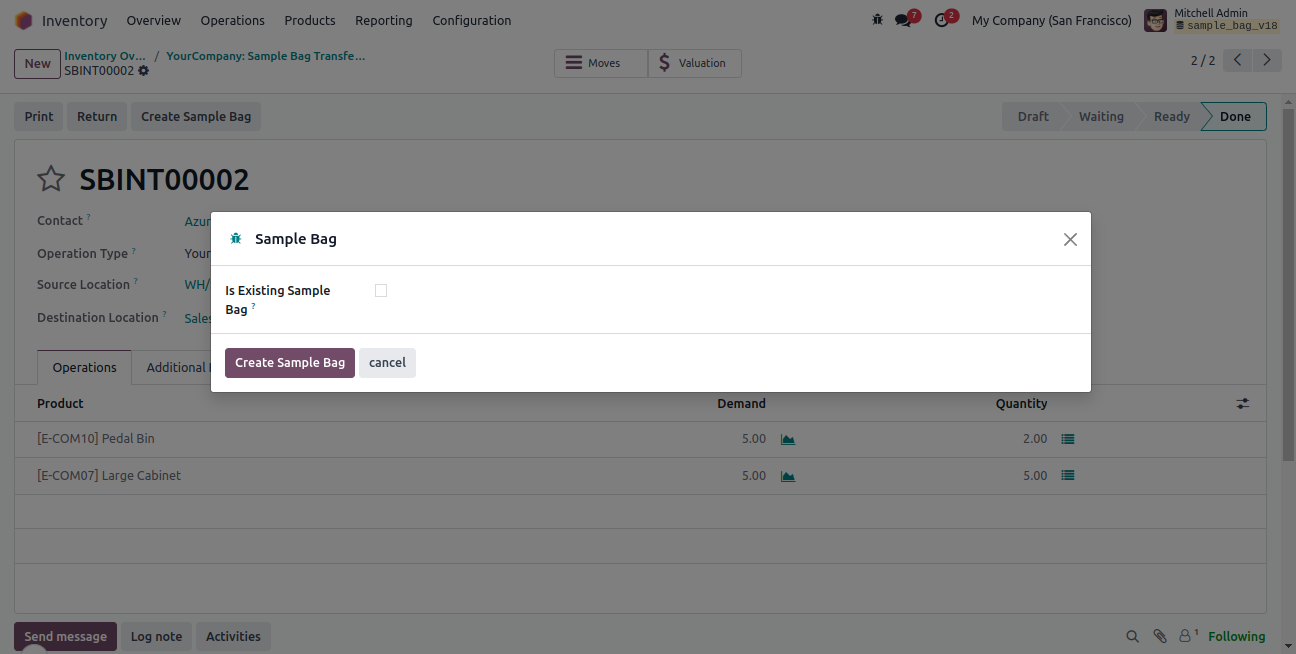 Inventory Overview Operations Products Reporting Configuration 7 2 My Company (San Francisco) Mitchell Admin
sample_bag_v18
New Inventory Ov... / YourCompany: Sample Bag Transfe...
SBINT00002
Moves Valuation 2 / 2
Print Return Create Sample Bag Draft Waiting Ready Done
SBINT00002
Contact ? Azur
Operation Type ? Your
Source Location ? WH/
Destination Location ? Sales
Sample Bag
Is Existing Sample
Bag ?
Create Sample Bag cancel
Operations Additional
Product Demand Quantity
[E-COM10] Pedal Bin 5.00 2.00
[E-COM07] Large Cabinet 5.00 5.00
Send message Log note Activities 1 Following